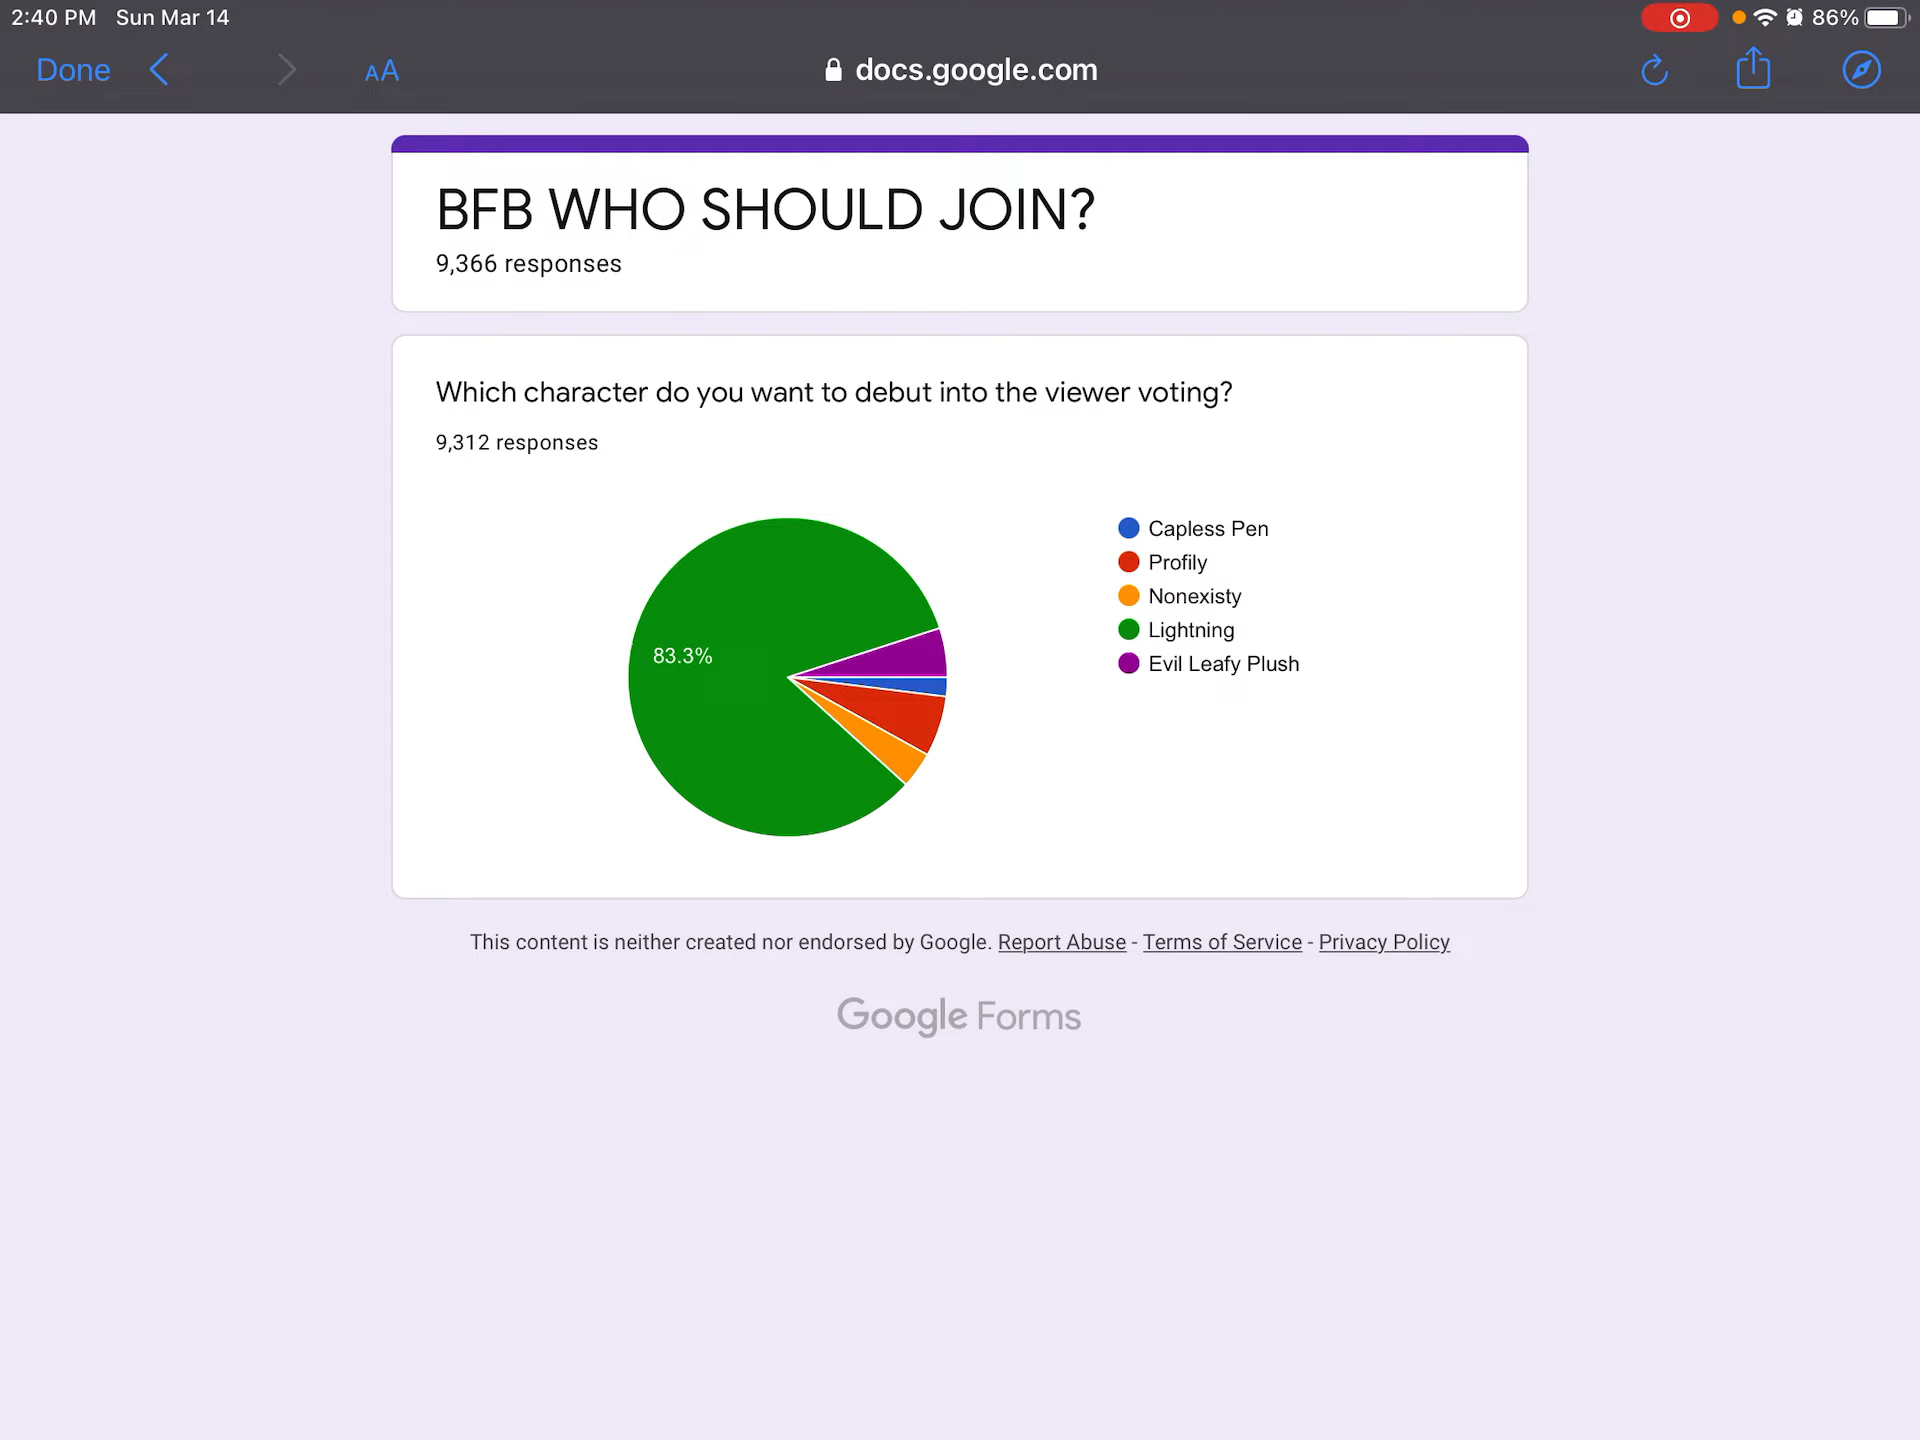 2:40 PM Sun Mar 14
86%
Done
AA
docs.google.com
BFB WHO SHOULD JOIN?
9,366 responses
Which character do you want to debut into the viewer voting?
9,312 responses
83.3%
Capless Pen
Profily
Nonexisty
Lightning
Evil Leafy Plush
This content is neither created nor endorsed by Google. Report Abuse - Terms of Service - Privacy Policy
Google Forms